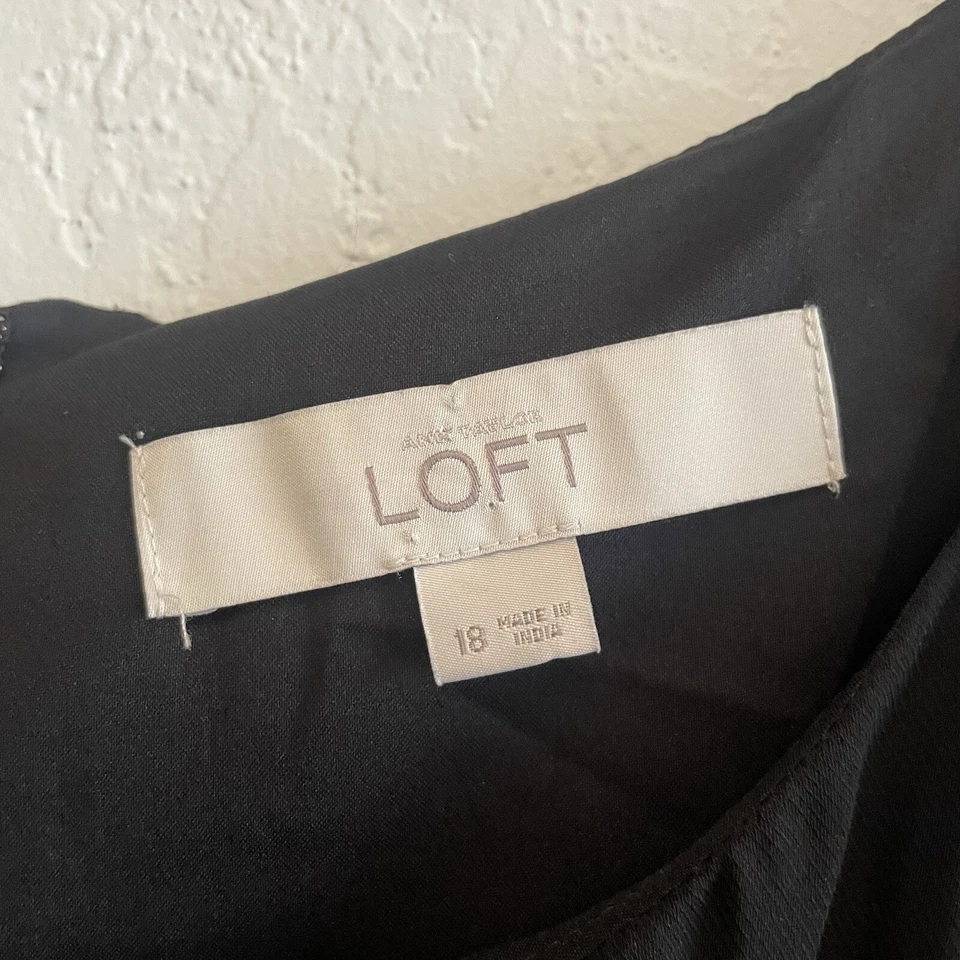 ANN TAYLOR
LOFT
18 MADE IN
INDIA